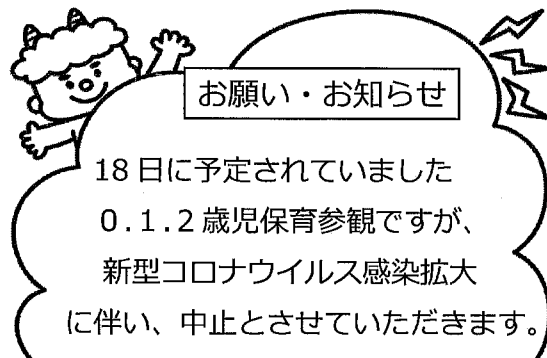 お願い・お知らせ
18日に予定されていました
0.1.2歳児保育参観ですが、
新型コロナウイルス感染拡大
に伴い、中止とさせていただきます。